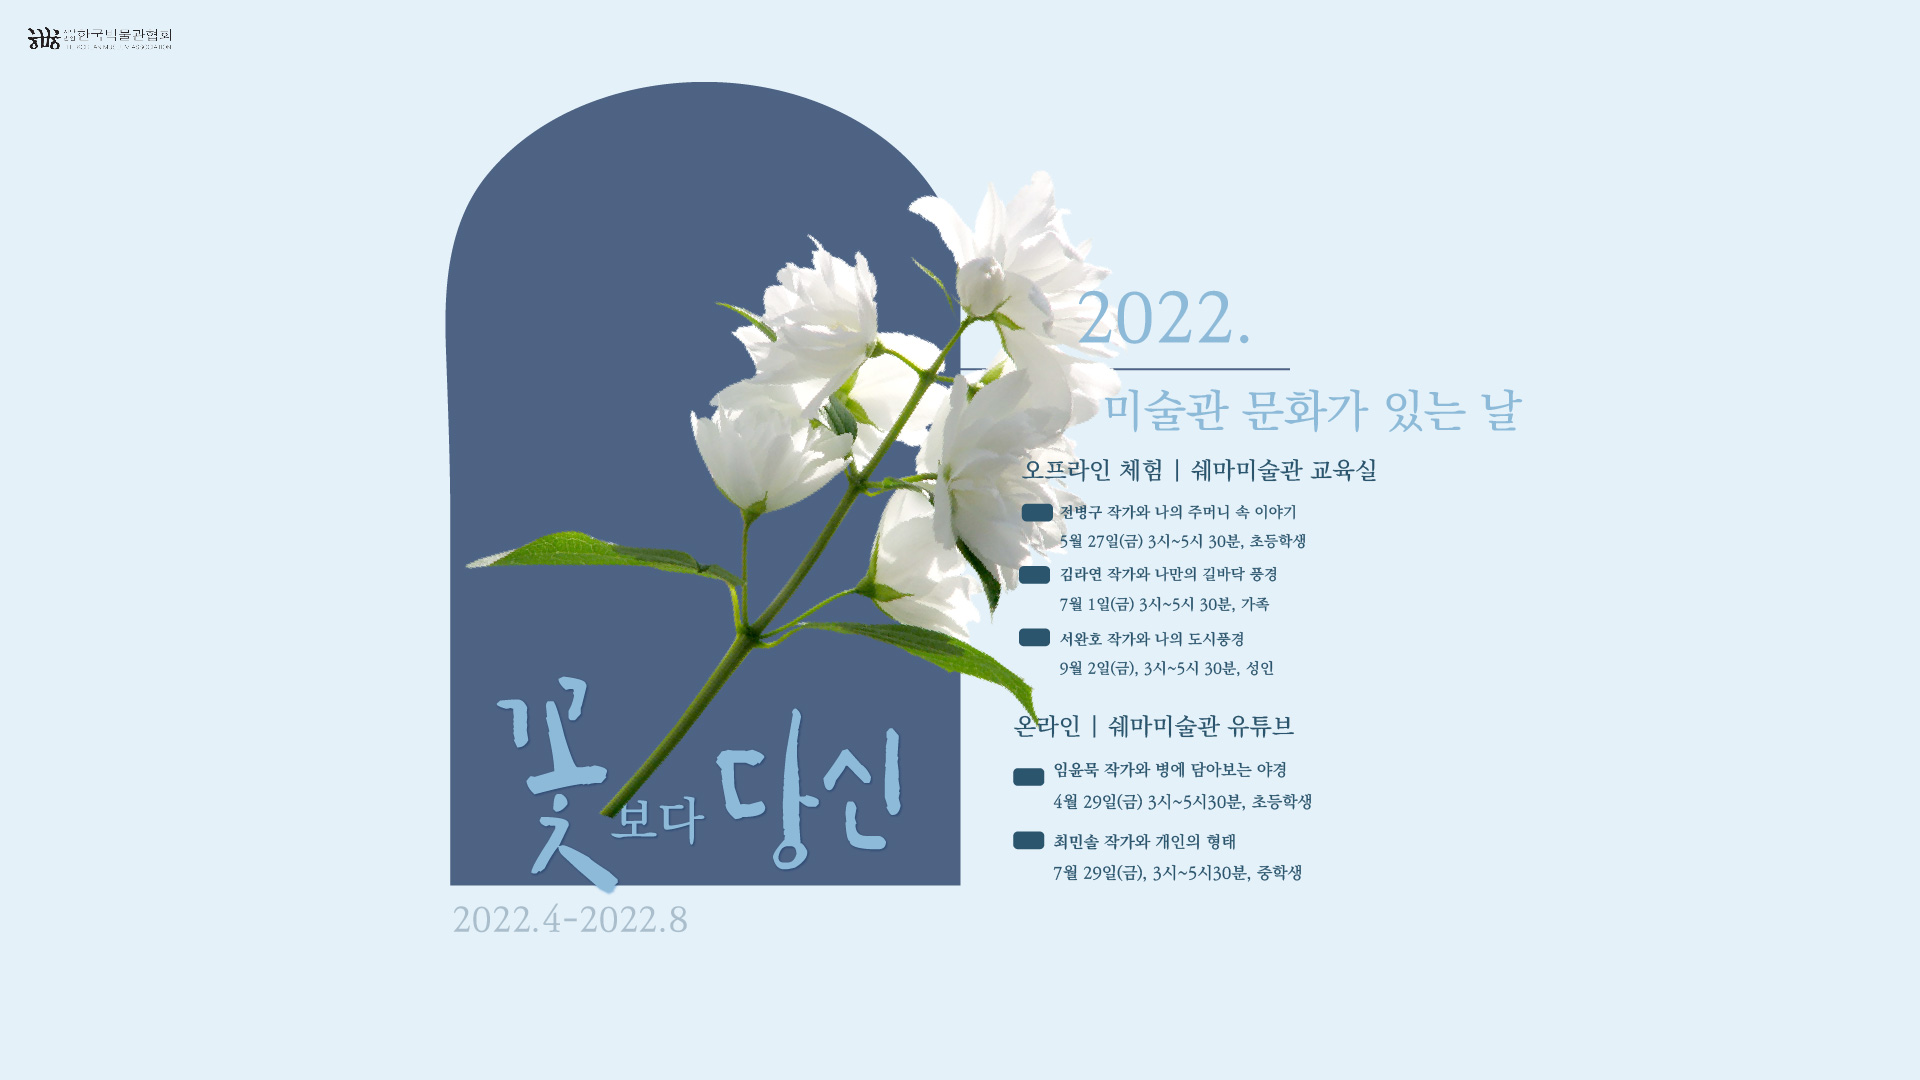 한국박물관협회
2022.
미술관 문화가 있는 날
오프라인 체험 | 쉐마미술관 교육실
전병구 작가와 나의 주머니 속 이야기
5월 27일(금) 3시~5시 30분, 초등학생
김라연 작가와 나만의 길바닥 풍경
7월 1일(금) 3시~5시 30분, 가족
서완호 작가와 나의 도시풍경
9월 2일(금), 3시~5시 30분, 성인
온라인 | 쉐마미술관 유튜브
임윤묵 작가와 병에 담아보는 야경
4월 29일(금) 3시~5시30분, 초등학생
최민솔 작가와 개인의 형태
7월 29일(금), 3시~5시30분, 중학생
꽃보다 당신
2022.4-2022.8